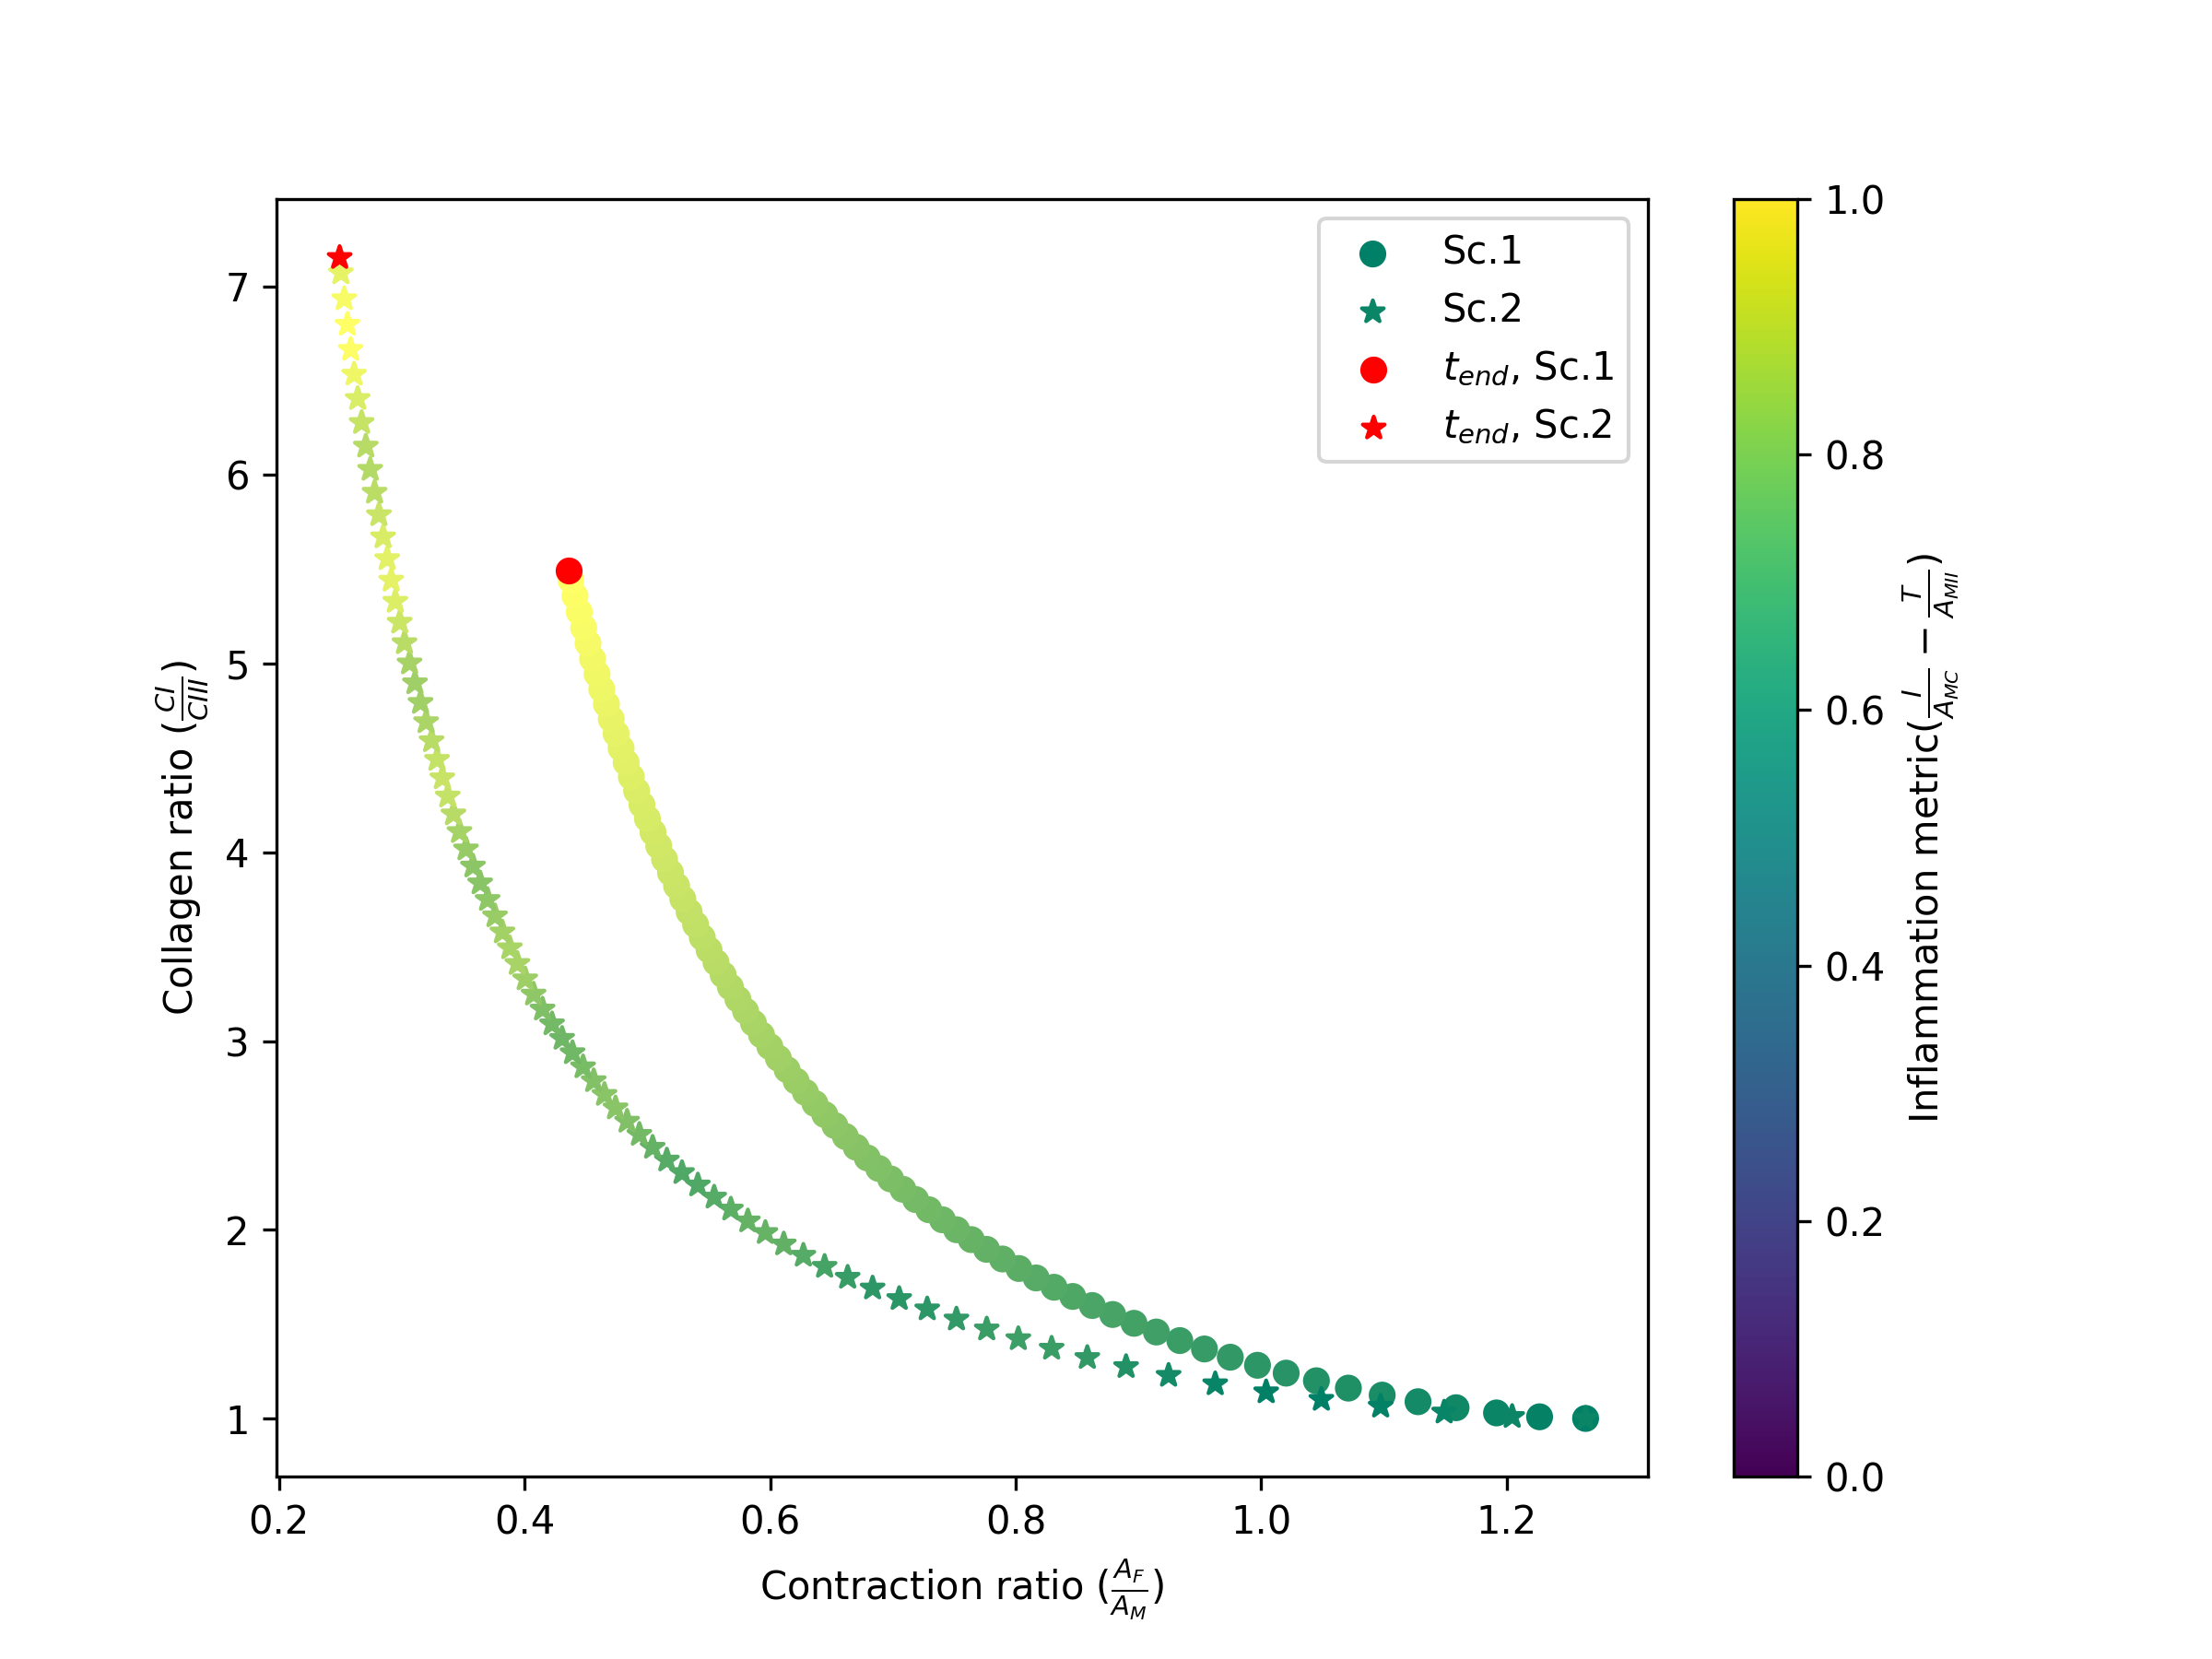 Sc.1
Sc.2
t_end, Sc.1
t_end, Sc.2
7
6
5
4
3
2
1
Collagen ratio (CI/CIII)
0.2 0.4 0.6 0.8 1.0 1.2
Contraction ratio (A_F/A_M)
1.0
0.8
0.6
0.4
0.2
0.0
Inflammation metric(I/A_MC − T/A_MII)